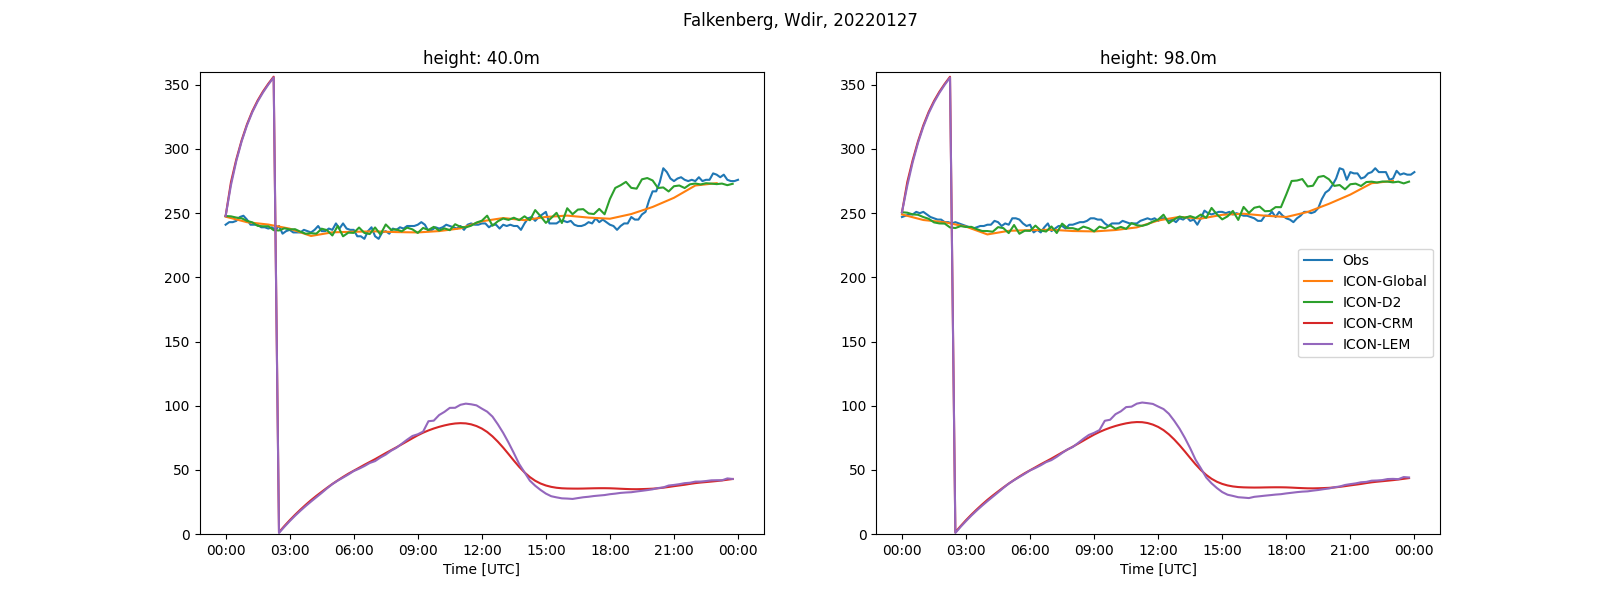 Falkenberg, Wdir, 20220127
height: 40.0m
350
300
250
200
150
100
50
0
00:00 03:00 06:00 09:00 12:00 15:00 18:00 21:00 00:00
Time [UTC]
height: 98.0m
350
300
250
200
150
100
50
0
Obs
ICON-Global
ICON-D2
ICON-CRM
ICON-LEM
00:00 03:00 06:00 09:00 12:00 15:00 18:00 21:00 00:00
Time [UTC]